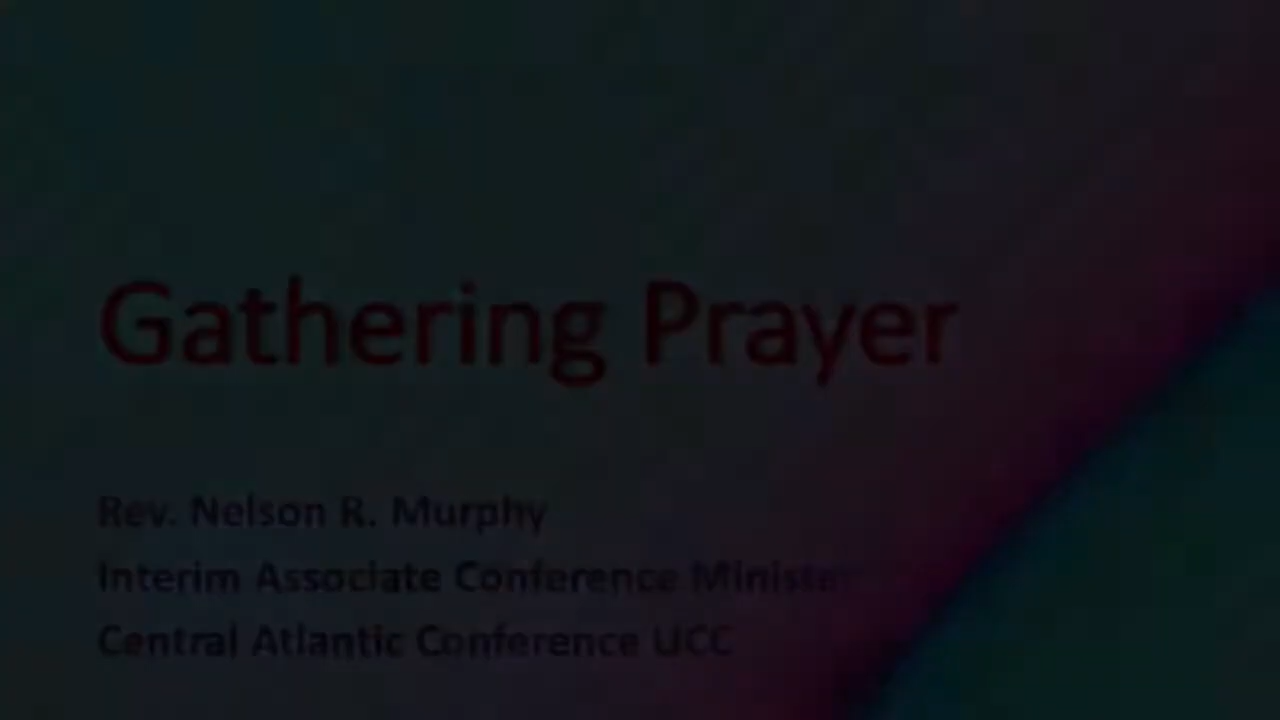 Gathering Prayer
Rev. Nelson R. Murphy
Interim Associate Conference Minister
Central Atlantic Conference UCC